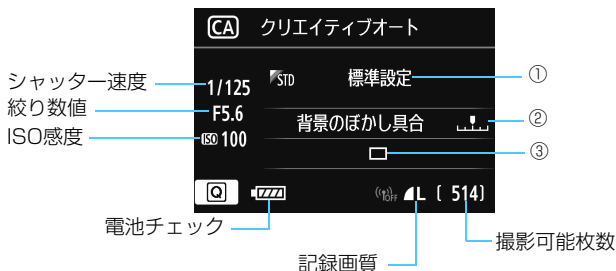 CA クリエイティブオート
シャッター速度
1/125
STD 標準設定
①
絞り数値
F5.6
背景のぼかし具合
②
ISO感度
ISO 100
③
Q
OFF
L [ 514]
電池チェック
撮影可能枚数
記録画質